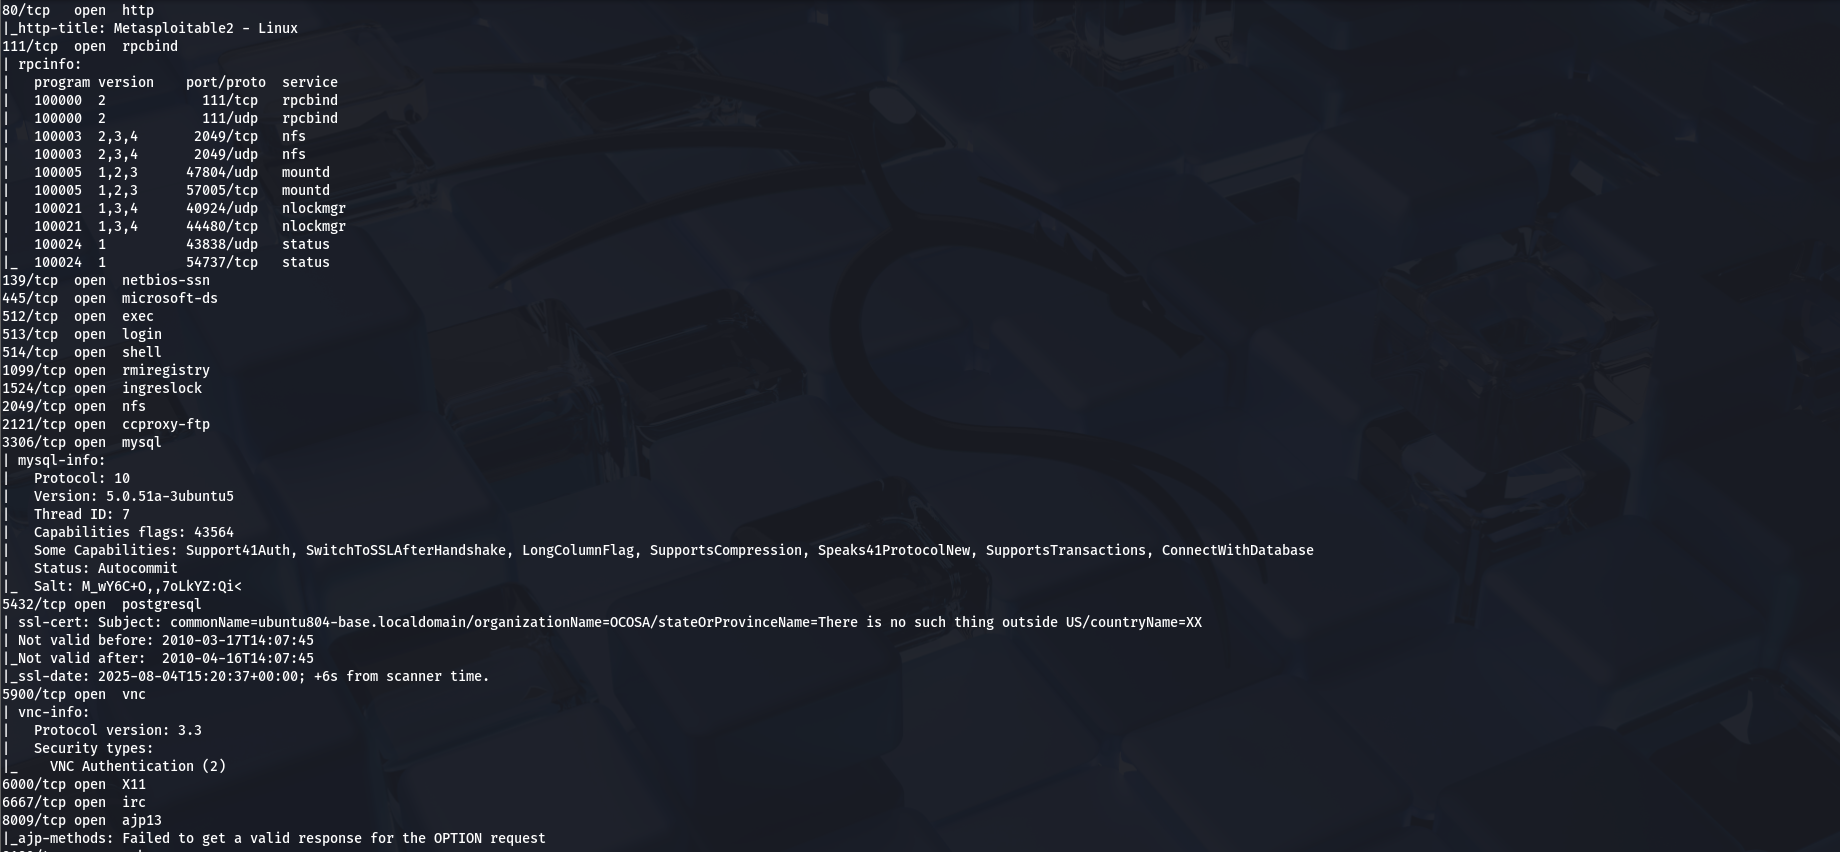 80/tcp   open  http
|_http-title: Metasploitable2 - Linux
111/tcp  open  rpcbind
| rpcinfo:
|   program version    port/proto  service
|   100000  2            111/tcp   rpcbind
|   100000  2            111/udp   rpcbind
|   100003  2,3,4       2049/tcp   nfs
|   100003  2,3,4       2049/udp   nfs
|   100005  1,2,3      47804/udp   mountd
|   100005  1,2,3      57005/tcp   mountd
|   100021  1,3,4      40924/udp   nlockmgr
|   100021  1,3,4      44480/tcp   nlockmgr
|   100024  1          43838/udp   status
|_  100024  1          54737/tcp   status
139/tcp  open  netbios-ssn
445/tcp  open  microsoft-ds
512/tcp  open  exec
513/tcp  open  login
514/tcp  open  shell
1099/tcp open  rmiregistry
1524/tcp open  ingreslock
2049/tcp open  nfs
2121/tcp open  ccproxy-ftp
3306/tcp open  mysql
| mysql-info:
|   Protocol: 10
|   Version: 5.0.51a-3ubuntu5
|   Thread ID: 7
|   Capabilities flags: 43564
|   Some Capabilities: Support41Auth, SwitchToSSLAfterHandshake, LongColumnFlag, SupportsCompression, Speaks41ProtocolNew, SupportsTransactions, ConnectWithDatabase
|   Status: Autocommit
|_  Salt: M_wY6C+O,,7oLkYZ:Qi<
5432/tcp open  postgresql
| ssl-cert: Subject: commonName=ubuntu804-base.localdomain/organizationName=OCOSA/stateOrProvinceName=There is no such thing outside US/countryName=XX
| Not valid before: 2010-03-17T14:07:45
|_Not valid after:  2010-04-16T14:07:45
|_ssl-date: 2025-08-04T15:20:37+00:00; +6s from scanner time.
5900/tcp open  vnc
| vnc-info:
|   Protocol version: 3.3
|   Security types:
|_    VNC Authentication (2)
6000/tcp open  X11
6667/tcp open  irc
8009/tcp open  ajp13
|_ajp-methods: Failed to get a valid response for the OPTION request